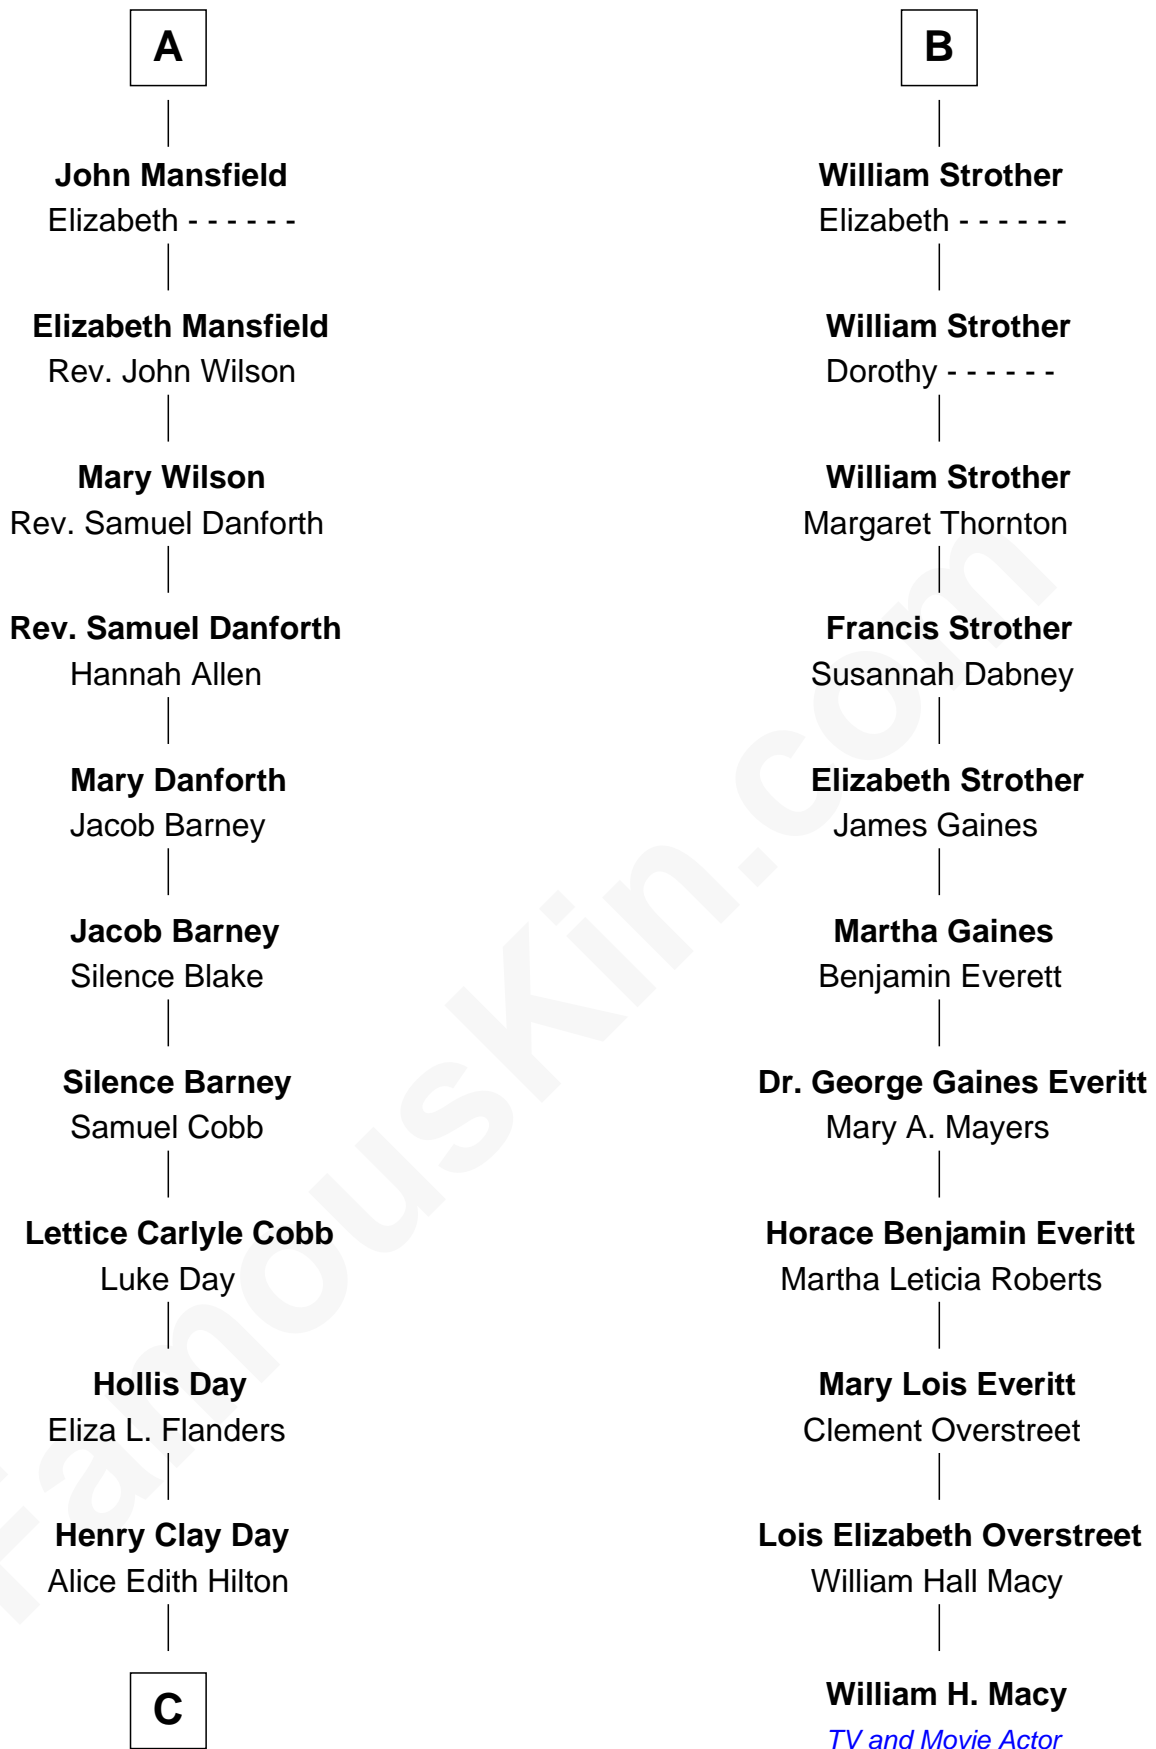 A
John Mansfield
Elizabeth - - - - - -
Elizabeth Mansfield
Rev. John Wilson
Mary Wilson
Rev. Samuel Danforth
Rev. Samuel Danforth
Hannah Allen
Mary Danforth
Jacob Barney
Jacob Barney
Silence Blake
Silence Barney
Samuel Cobb
Lettice Carlyle Cobb
Luke Day
Hollis Day
Eliza L. Flanders
Henry Clay Day
Alice Edith Hilton
C
B
William Strother
Elizabeth - - - - - -
William Strother
Dorothy - - - - - -
William Strother
Margaret Thornton
Francis Strother
Susannah Dabney
Elizabeth Strother
James Gaines
Martha Gaines
Benjamin Everett
Dr. George Gaines Everitt
Mary A. Mayers
Horace Benjamin Everitt
Martha Leticia Roberts
Mary Lois Everitt
Clement Overstreet
Lois Elizabeth Overstreet
William Hall Macy
William H. Macy
TV and Movie Actor
FamousKin.com